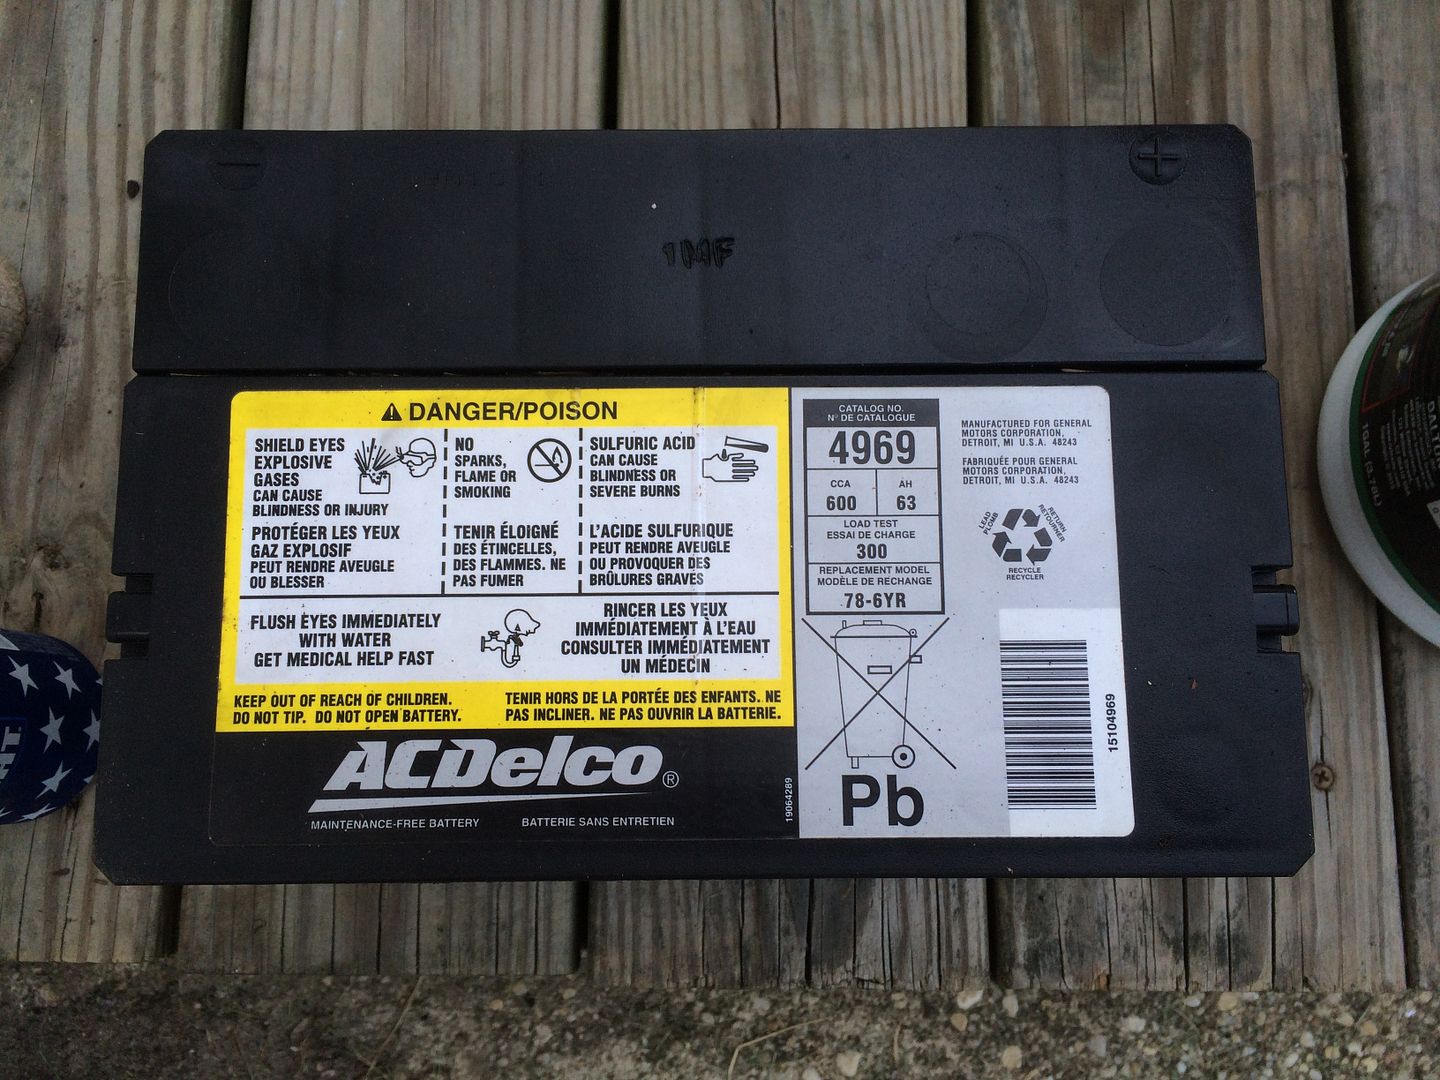 1MF
DANGER/POISON
SHIELD EYES
EXPLOSIVE
GASES
CAN CAUSE
BLINDNESS OR INJURY
PROTÉGER LES YEUX
GAZ EXPLOSIF
PEUT RENDRE AVEUGLE
OU BLESSER
NO
SPARKS,
FLAME OR
SMOKING
TENIR ÉLOIGNÉ
DES ÉTINCELLES,
DES FLAMMES. NE
PAS FUMER
SULFURIC ACID
CAN CAUSE
BLINDNESS OR
SEVERE BURNS
L'ACIDE SULFURIQUE
PEUT RENDRE AVEUGLE
OU PROVOQUER DES
BRÛLURES GRAVES
FLUSH EYES IMMEDIATELY
WITH WATER
GET MEDICAL HELP FAST
RINCER LES YEUX
IMMÉDIATEMENT À L'EAU
CONSULTER IMMÉDIATEMENT
UN MÉDECIN
KEEP OUT OF REACH OF CHILDREN.
DO NOT TIP. DO NOT OPEN BATTERY.
TENIR HORS DE LA PORTÉE DES ENFANTS. NE
PAS INCLINER. NE PAS OUVRIR LA BATTERIE.
ACDelco®
MAINTENANCE-FREE BATTERY
BATTERIE SANS ENTRETIEN
19064289
CATALOG NO.
N° DE CATALOGUE
4969
CCA
600
AH
63
LOAD TEST
ESSAI DE CHARGE
300
REPLACEMENT MODEL
MODÈLE DE RECHANGE
78-6YR
Pb
MANUFACTURED FOR GENERAL
MOTORS CORPORATION,
DETROIT, MI U.S.A. 48243
FABRIQUÉE POUR GENERAL
MOTORS CORPORATION,
DETROIT, MI U.S.A. 48243
LEAD
PLOMB
RETURN
RETOURNER
RECYCLE
RECYCLER
15104969
1GAL (3.78L)